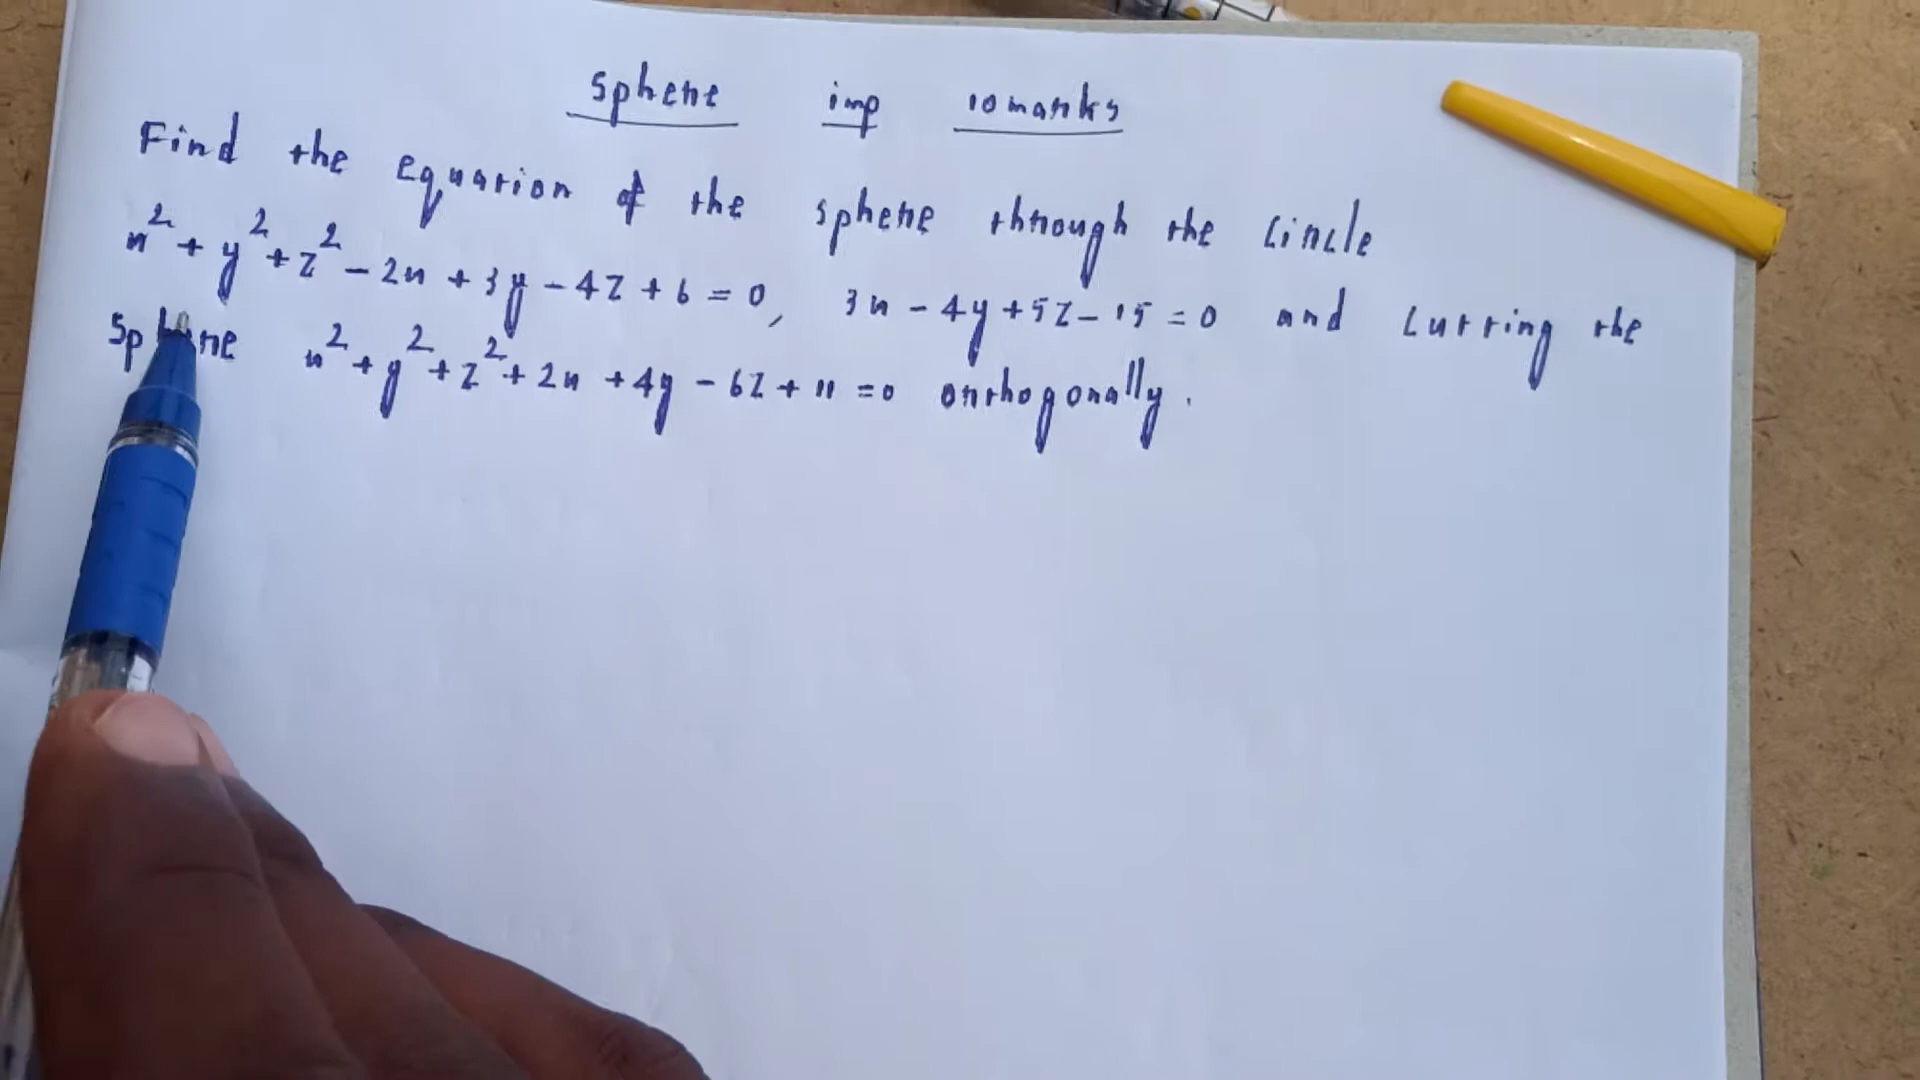 Sphere imp 10 marks
Find the equation of the sphere through the circle
x² + y² + z² - 2x + 3y - 4z + 6 = 0, 3x - 4y + 5z - 15 = 0 and cutting the
Sphere x² + y² + z² + 2x + 4y - 6z + 11 = 0 orthogonally.